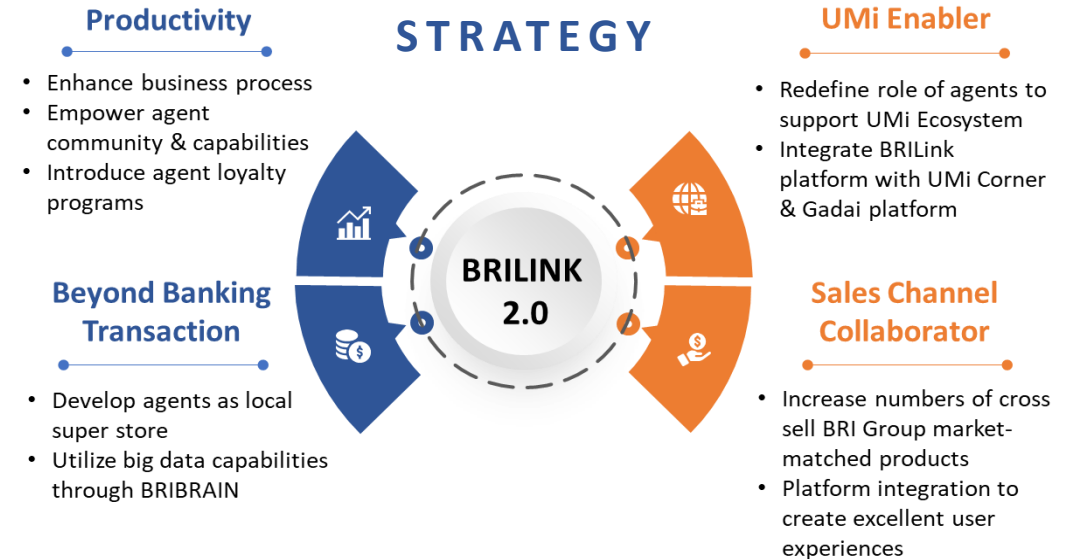 STRATEGY
Productivity
• Enhance business process
• Empower agent
community & capabilities
• Introduce agent loyalty
programs
Beyond Banking
Transaction
• Develop agents as local
super store
• Utilize big data capabilities
through BRIBRAIN
BRILINK
2.0
UMi Enabler
• Redefine role of agents to
support UMi Ecosystem
• Integrate BRILink
platform with UMi Corner
& Gadai platform
Sales Channel
Collaborator
• Increase numbers of cross
sell BRI Group market-
matched products
• Platform integration to
create excellent user
experiences